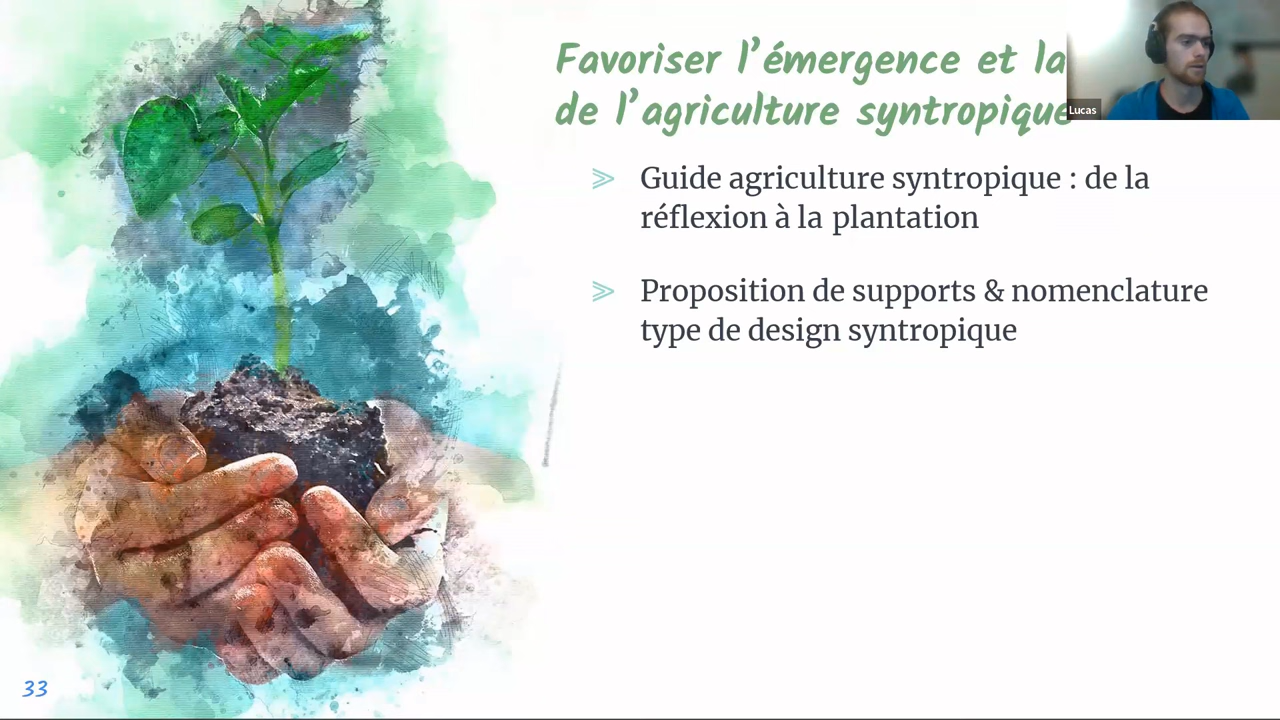 Favoriser l’émergence et la
de l’agriculture syntropique
Lucas
⪢ Guide agriculture syntropique : de la
réflexion à la plantation
⪢ Proposition de supports & nomenclature
type de design syntropique
33